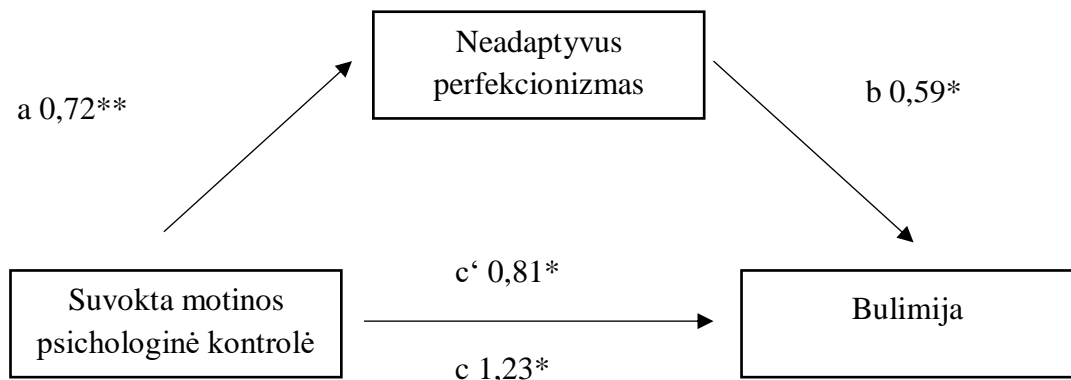 Neadaptyvus
perfekcionizmas
a 0,72**
b 0,59*
c‘ 0,81*
Suvokta motinos
psichologinė kontrolė
Bulimija
c 1,23*